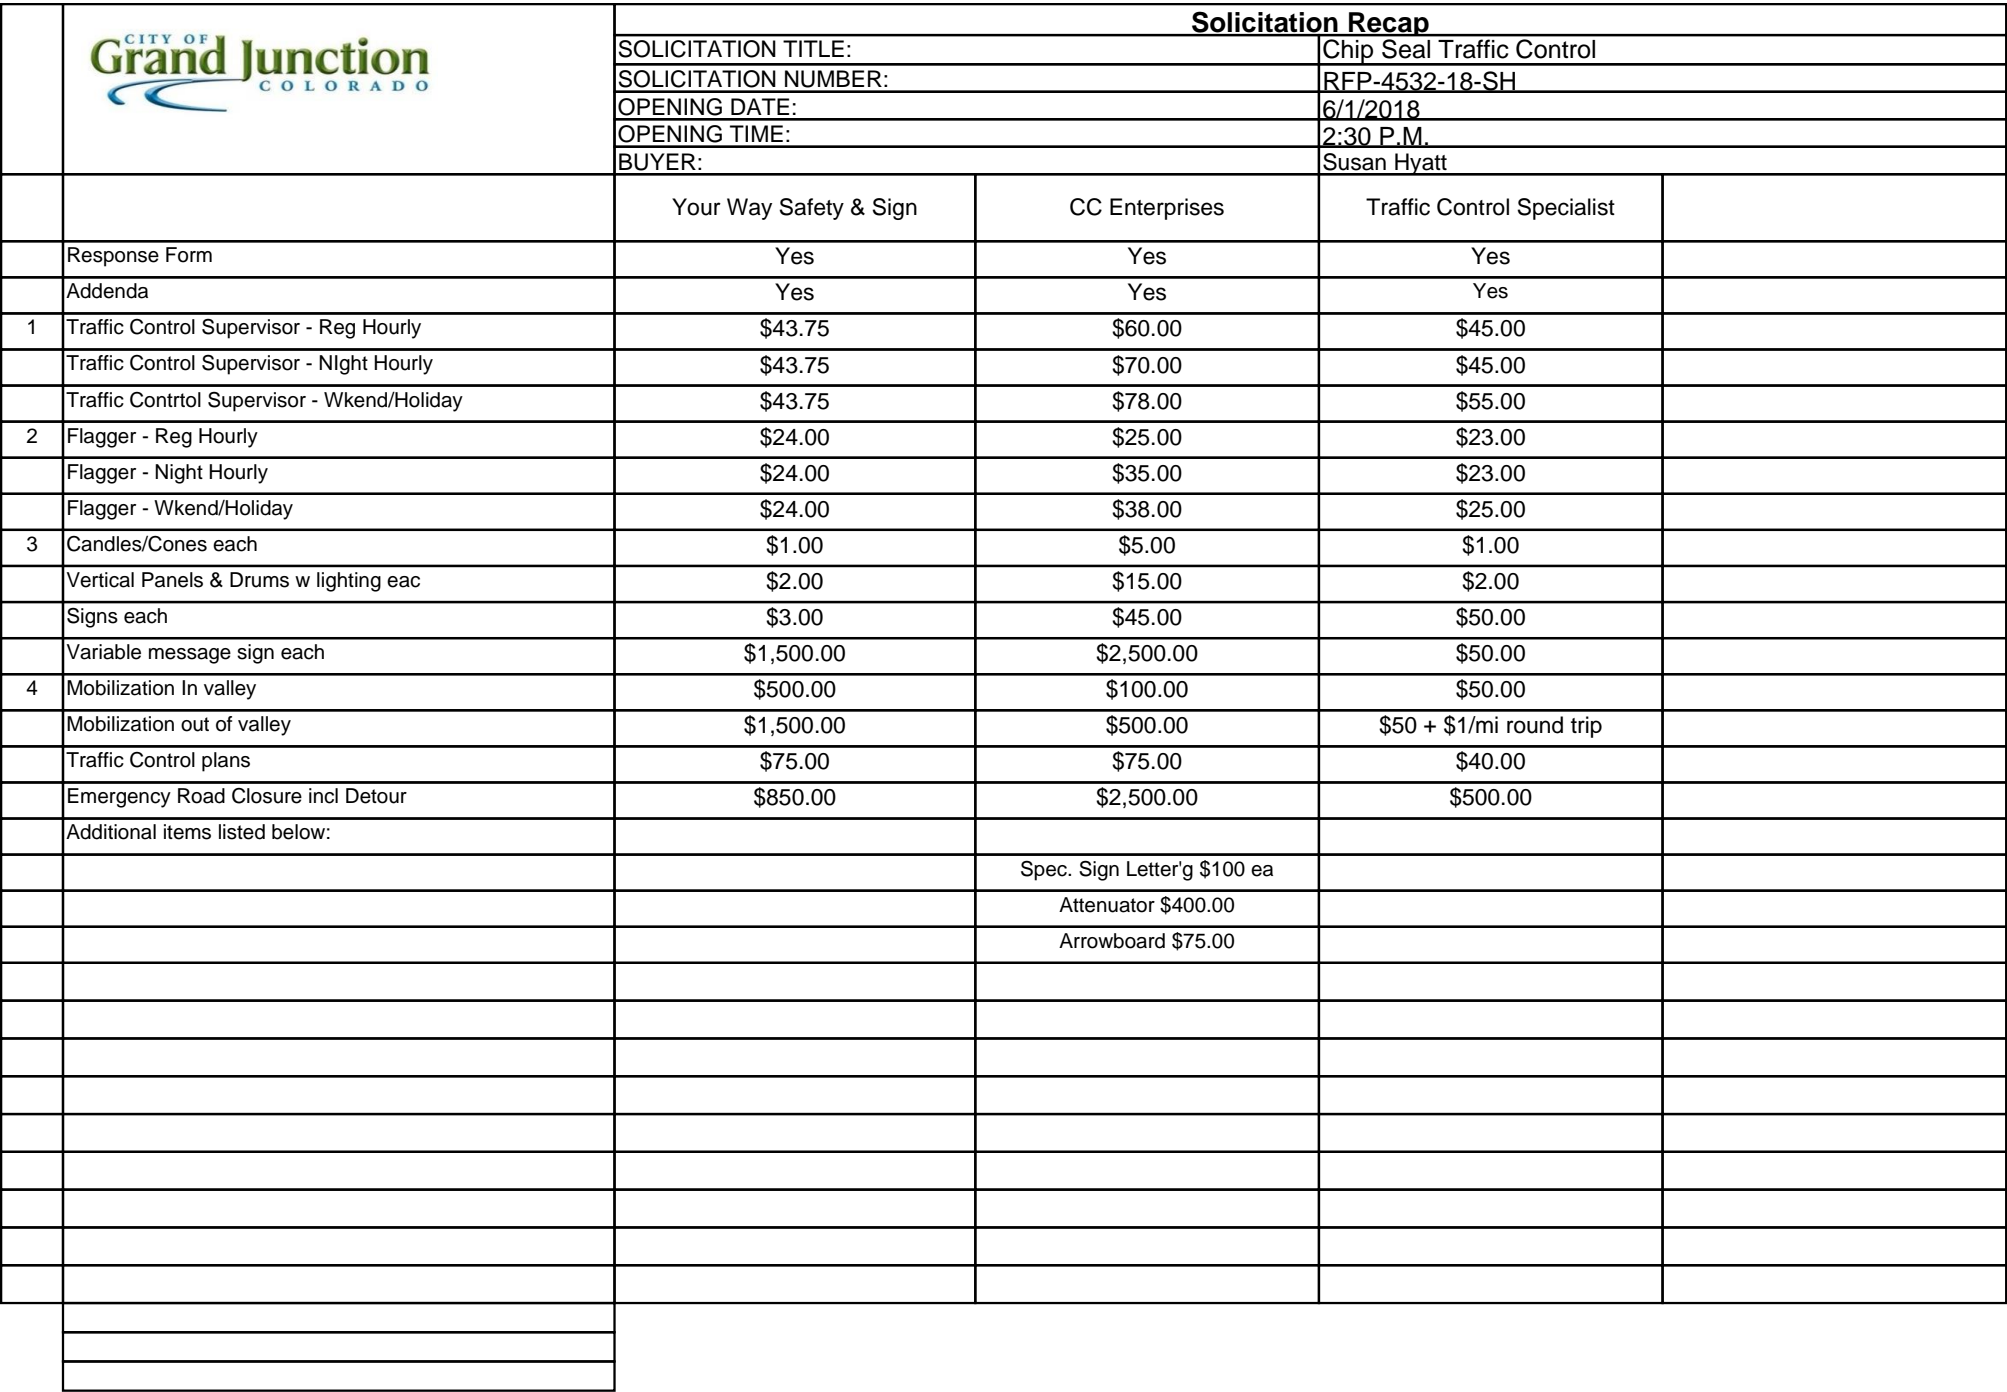 CITY OF
Grand Junction
COLORADO
Solicitation Recap
SOLICITATION TITLE: Chip Seal Traffic Control
SOLICITATION NUMBER: RFP-4532-18-SH
OPENING DATE: 6/1/2018
OPENING TIME: 2:30 P.M.
BUYER: Susan Hyatt
Your Way Safety & Sign CC Enterprises Traffic Control Specialist
Response Form Yes Yes Yes
Addenda Yes Yes Yes
1 Traffic Control Supervisor - Reg Hourly $43.75 $60.00 $45.00
Traffic Control Supervisor - NIght Hourly $43.75 $70.00 $45.00
Traffic Contrtol Supervisor - Wkend/Holiday $43.75 $78.00 $55.00
2 Flagger - Reg Hourly $24.00 $25.00 $23.00
Flagger - Night Hourly $24.00 $35.00 $23.00
Flagger - Wkend/Holiday $24.00 $38.00 $25.00
3 Candles/Cones each $1.00 $5.00 $1.00
Vertical Panels & Drums w lighting eac $2.00 $15.00 $2.00
Signs each $3.00 $45.00 $50.00
Variable message sign each $1,500.00 $2,500.00 $50.00
4 Mobilization In valley $500.00 $100.00 $50.00
Mobilization out of valley $1,500.00 $500.00 $50 + $1/mi round trip
Traffic Control plans $75.00 $75.00 $40.00
Emergency Road Closure incl Detour $850.00 $2,500.00 $500.00
Additional items listed below:
Spec. Sign Letter'g $100 ea
Attenuator $400.00
Arrowboard $75.00